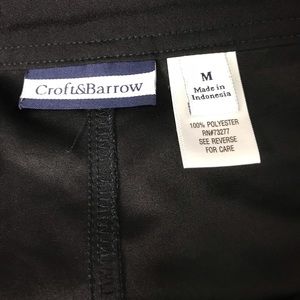 Croft&Barrow
M
Made in
Indonesia
100% POLYESTER
RN#73277
SEE REVERSE
FOR CARE